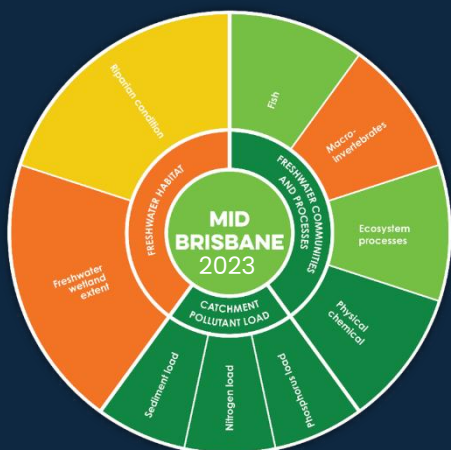 MID
BRISBANE
2023
FRESHWATER HABITAT
FRESHWATER COMMUNITIES
AND PROCESSES
CATCHMENT
POLLUTANT LOAD
Riparian condition
Fish
Macro-
invertebrates
Ecosystem
processes
Physical
chemical
Phosphorus load
Nitrogen load
Sediment load
Freshwater
wetland
extent